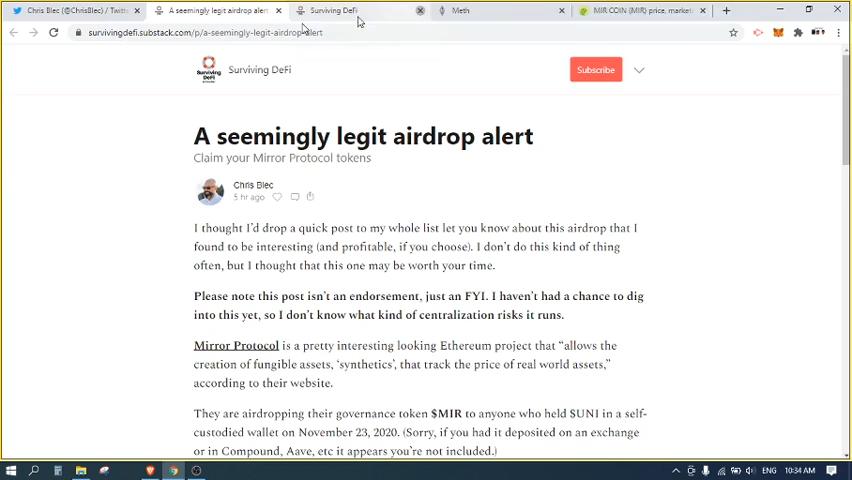 Chris Blec (@ChrisBlec) / Twitt
A seemingly legit airdrop alert
Surviving DeFi
Meth
MIR COIN (MIR) price, market
survivingdefi.substack.com/p/a-seemingly-legit-airdrop-alert
Surviving DeFi
Subscribe
A seemingly legit airdrop alert
Claim your Mirror Protocol tokens
Chris Blec
5 hr ago
I thought I'd drop a quick post to my whole list let you know about this airdrop that I
found to be interesting (and profitable, if you choose). I don't do this kind of thing
often, but I thought that this one may be worth your time.
Please note this post isn't an endorsement, just an FYI. I haven't had a chance to dig
into this yet, so I don't know what kind of centralization risks it runs.
Mirror Protocol is a pretty interesting looking Ethereum project that “allows the
creation of fungible assets, ‘synthetics’, that track the price of real world assets,”
according to their website.
They are airdropping their governance token $MIR to anyone who held $UNI in a self-
custodied wallet on November 23, 2020. (Sorry, if you had it deposited on an exchange
or in Compound, Aave, etc it appears you're not included.)
ENG
10:34 AM